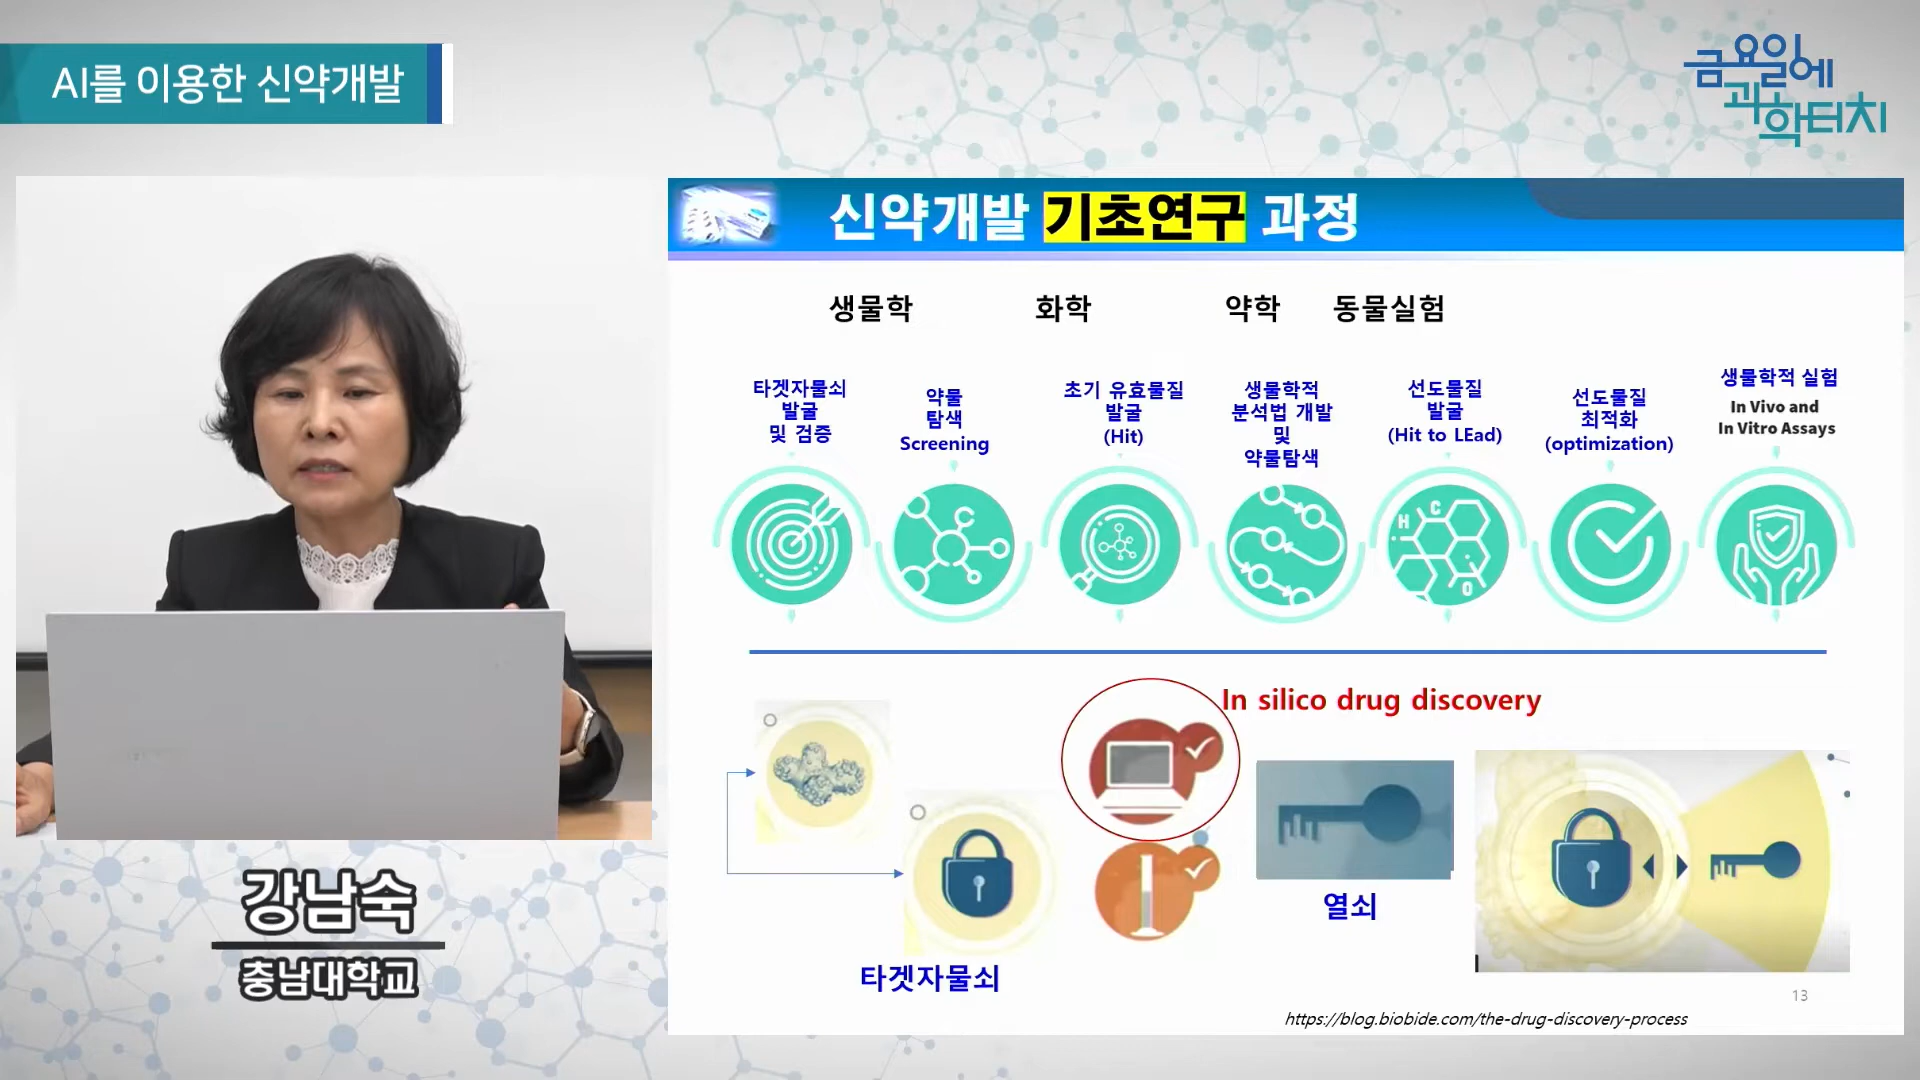 AI를 이용한 신약개발
금요일에
과학터치
신약개발 기초연구 과정
생물학
화학
약학
동물실험
타겟자물쇠
발굴
및 검증
약물
탐색
Screening
초기 유효물질
발굴
(Hit)
생물학적
분석법 개발
및
약물탐색
선도물질
발굴
(Hit to LEad)
선도물질
최적화
(optimization)
생물학적 실험
In Vivo and
In Vitro Assays
C
H C
O
In silico drug discovery
열쇠
타겟자물쇠
13
https://blog.biobide.com/the-drug-discovery-process
강남숙
충남대학교